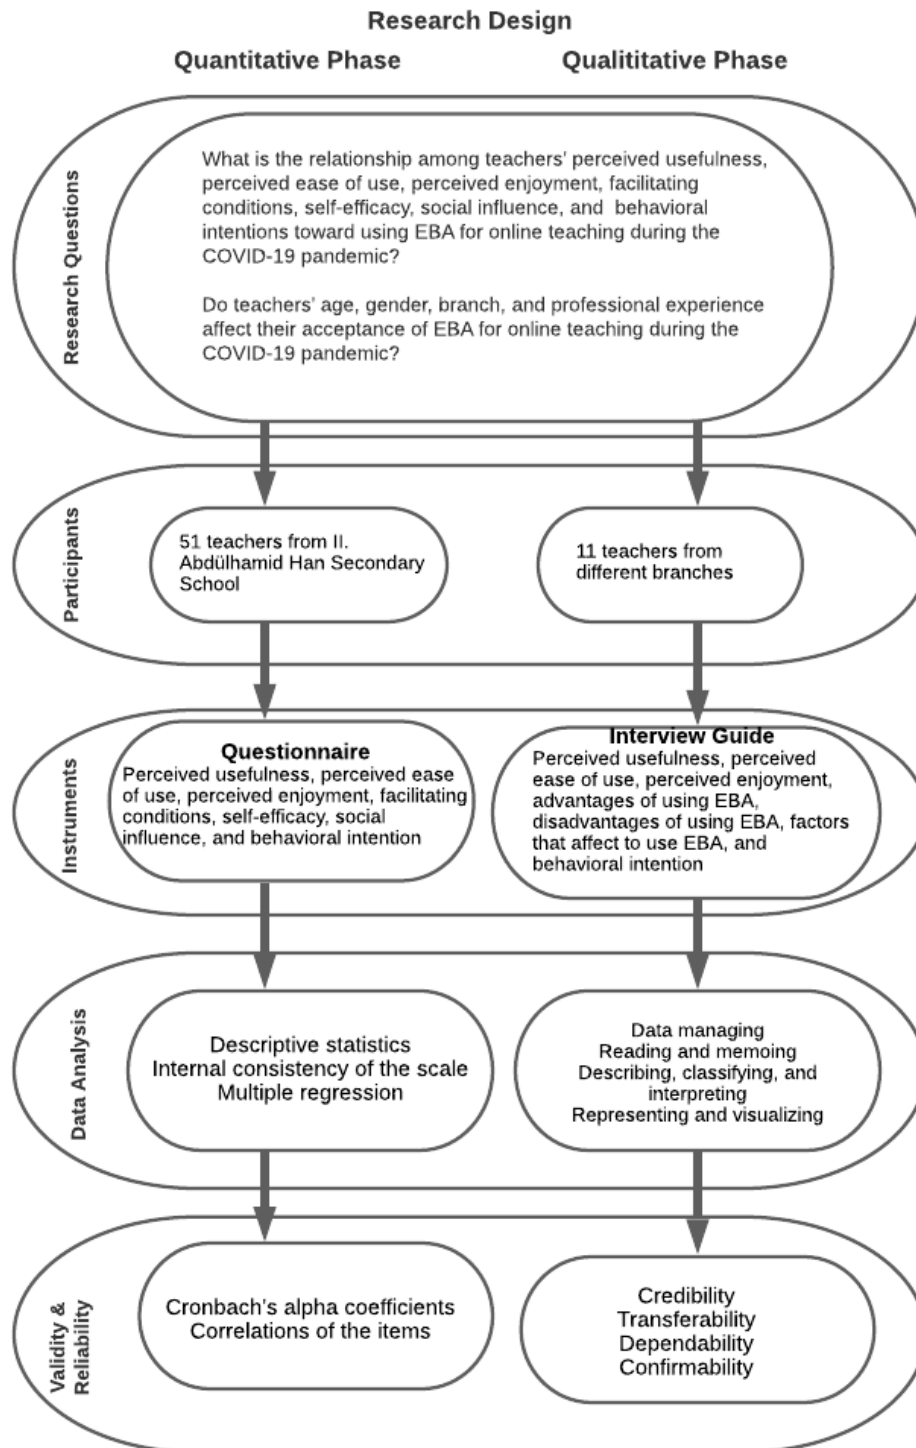 Research Design
Quantitative Phase
Qualititative Phase
Research Questions
What is the relationship among teachers' perceived usefulness,
perceived ease of use, perceived enjoyment, facilitating
conditions, self-efficacy, social influence, and behavioral
intentions toward using EBA for online teaching during the
COVID-19 pandemic?
Do teachers' age, gender, branch, and professional experience
affect their acceptance of EBA for online teaching during the
COVID-19 pandemic?
Participants
51 teachers from II.
Abdülhamid Han Secondary
School
11 teachers from
different branches
Instruments
Questionnaire
Perceived usefulness, perceived ease
of use, perceived enjoyment, facilitating
conditions, self-efficacy, social
influence, and behavioral intention
Interview Guide
Perceived usefulness, perceived
ease of use, perceived enjoyment,
advantages of using EBA,
disadvantages of using EBA, factors
that affect to use EBA, and
behavioral intention
Data Analysis
Descriptive statistics
Internal consistency of the scale
Multiple regression
Data managing
Reading and memoing
Describing, classifying, and
interpreting
Representing and visualizing
Validity &
Reliability
Cronbach's alpha coefficients
Correlations of the items
Credibility
Transferability
Dependability
Confirmability